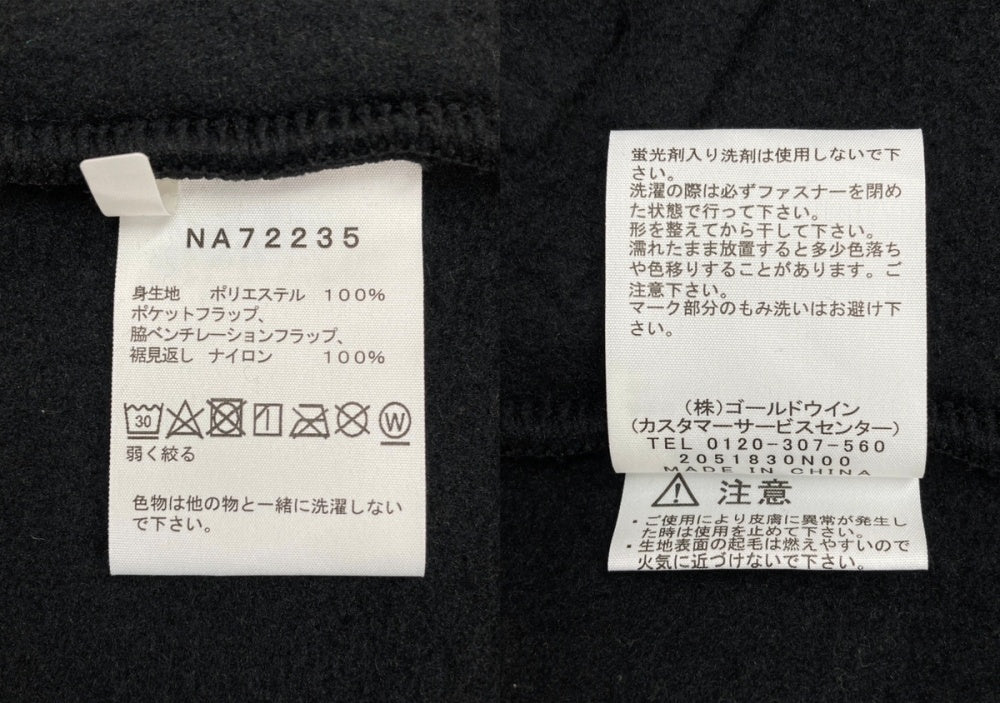 NA72235
身生地 ポリエステル 100%
ポケットフラップ、
脇ベンチレーションフラップ、
裾見返し ナイロン 100%
30
W
弱く絞る
色物は他の物と一緒に洗濯しない
で下さい。
蛍光剤入り洗剤は使用しないで下
さい。
洗濯の際は必ずファスナーを閉め
た状態で行って下さい。
形を整えてから干して下さい。
濡れたまま放置すると多少色落ち
や色移りすることがあります。ご
注意下さい。
マーク部分のもみ洗いはお避け下
さい。
(株)ゴールドウイン
(カスタマーサービスセンター)
TEL 0120-307-560
2051830N00
MADE IN CHINA
注意
・ご使用により皮膚に異常が発生し
た時は使用を止めて下さい。
・生地表面の起毛は燃えやすいので
火気に近づけないで下さい。